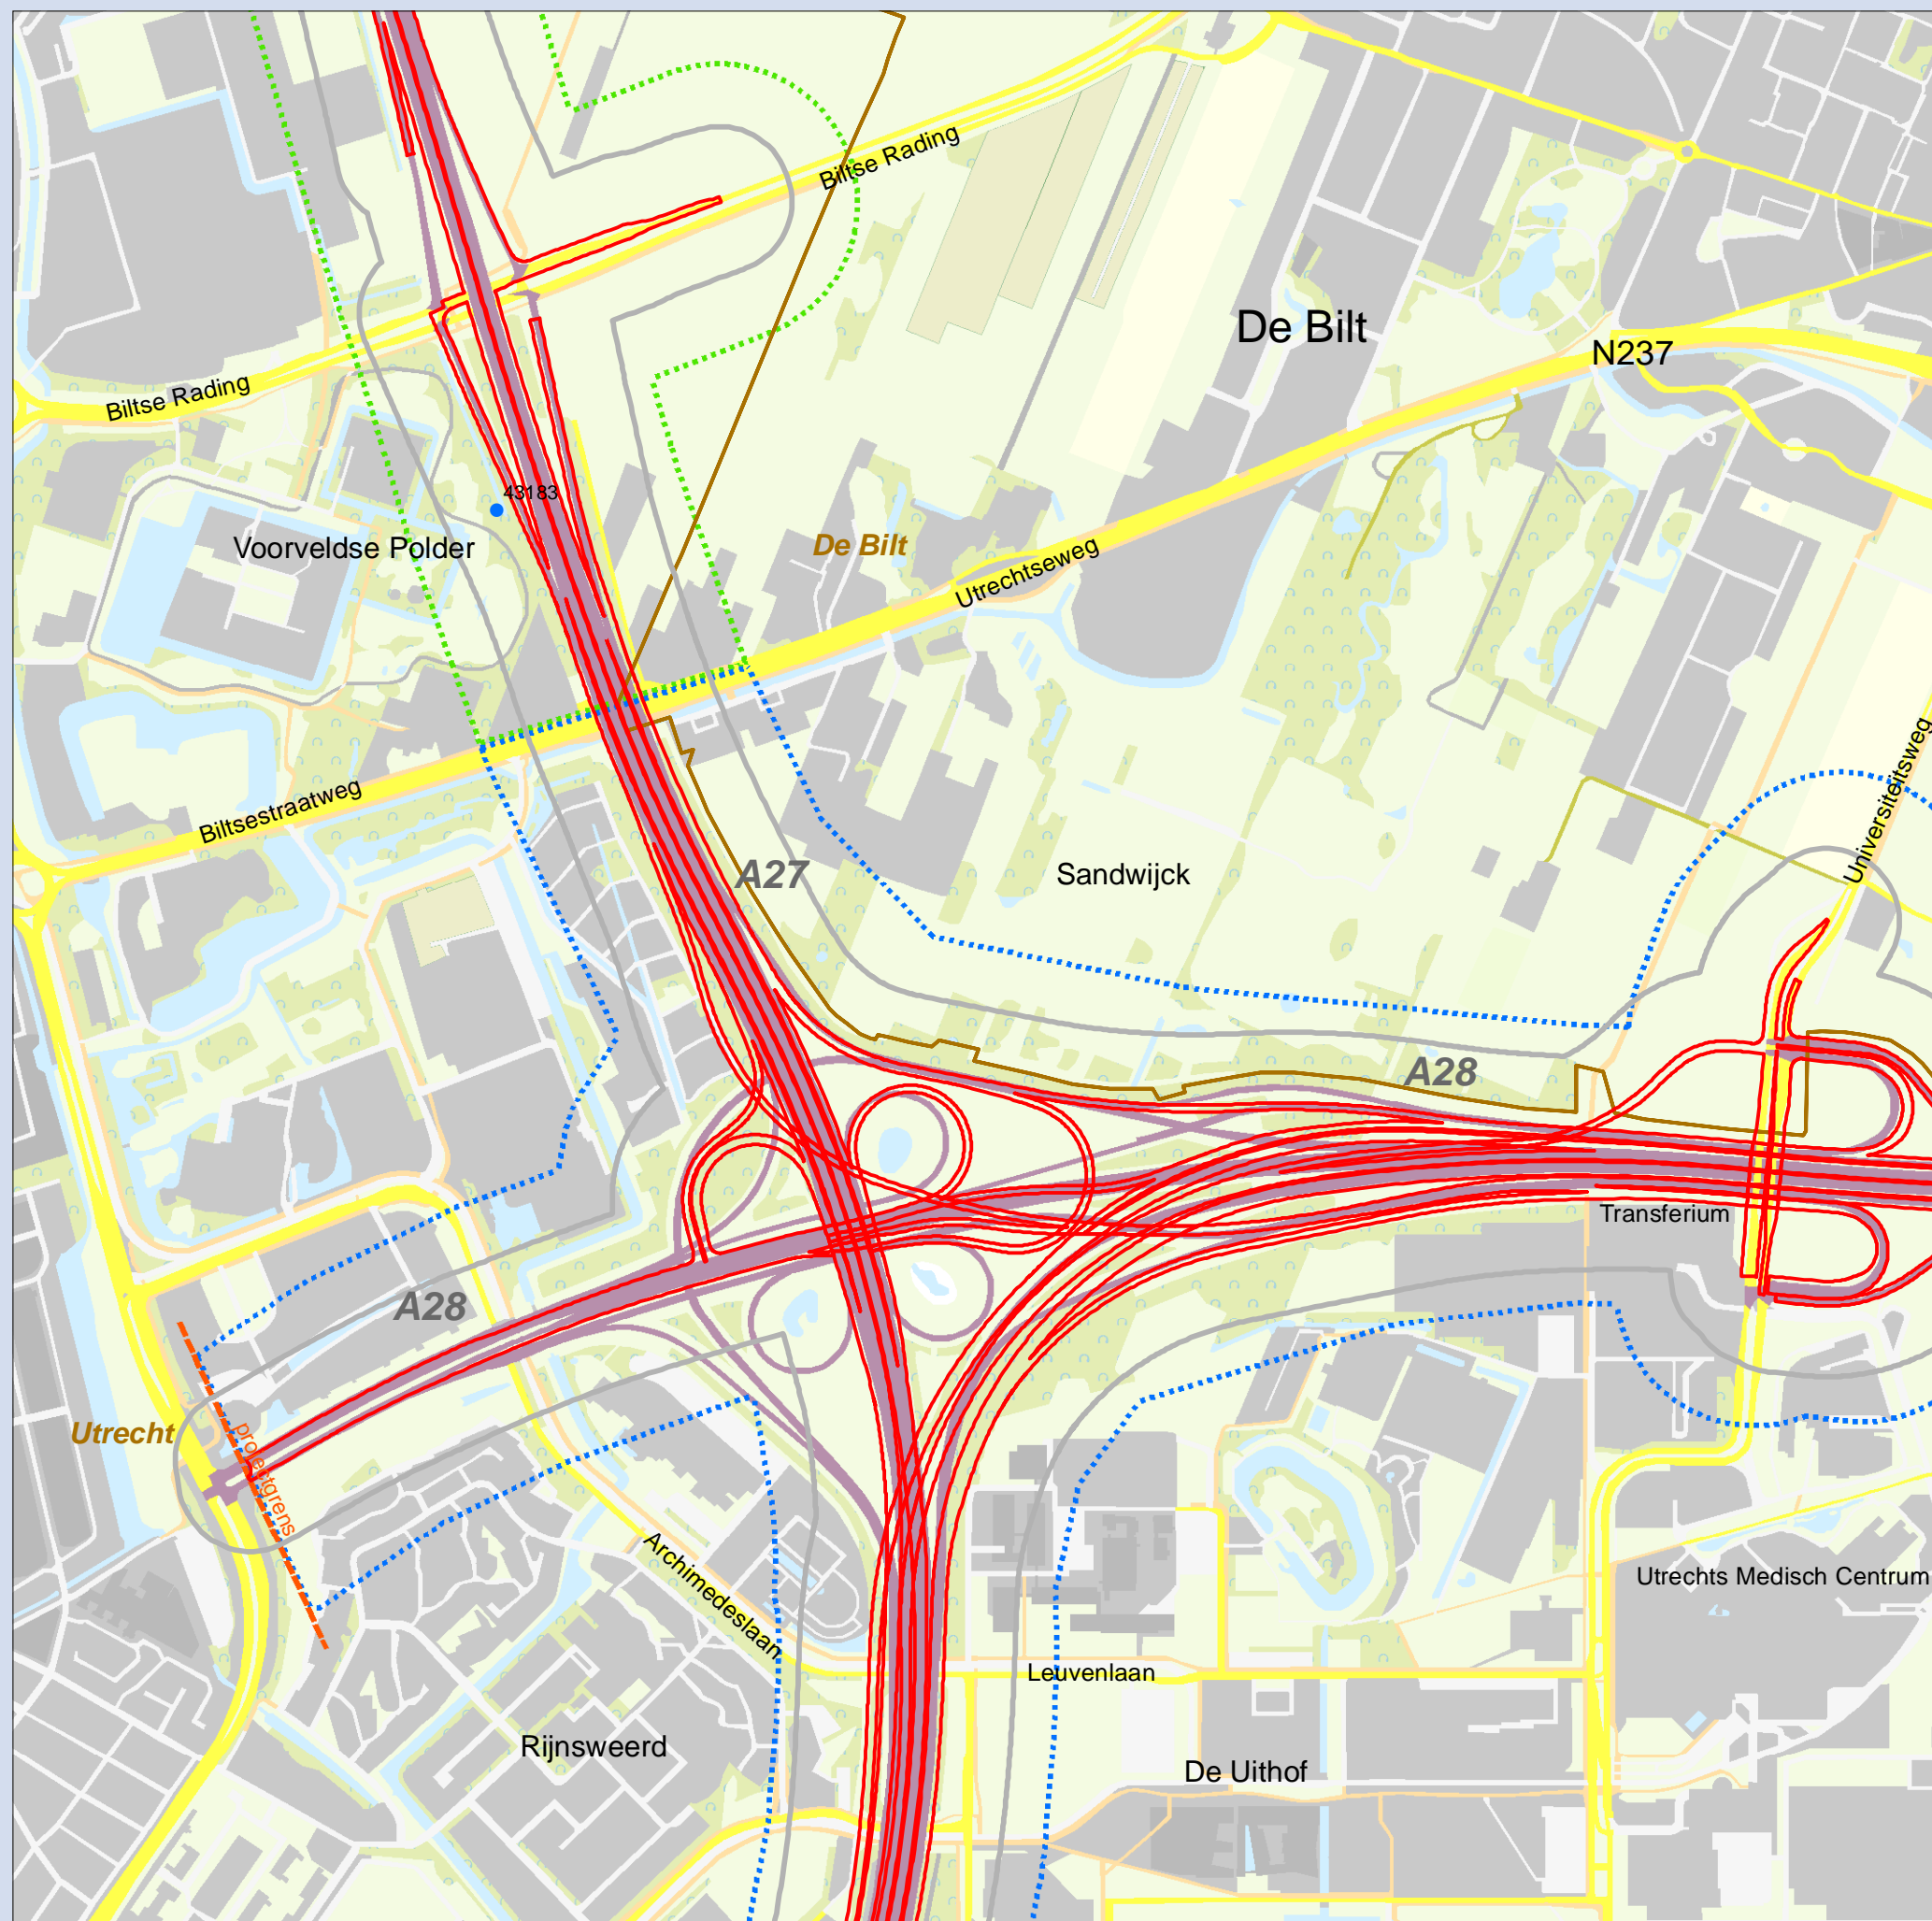 Biltse Rading
De Bilt
N237
Biltse Rading
43183
Voorveldse Polder
De Bilt
Utrechtseweg
Universiteitsweg
Biltsestraatweg
A27
Sandwijck
A28
Transferium
A28
Utrecht
projectgrens
Archimedeslaan
Utrechts Medisch Centrum
Leuvenlaan
Rijnsweerd
De Uithof